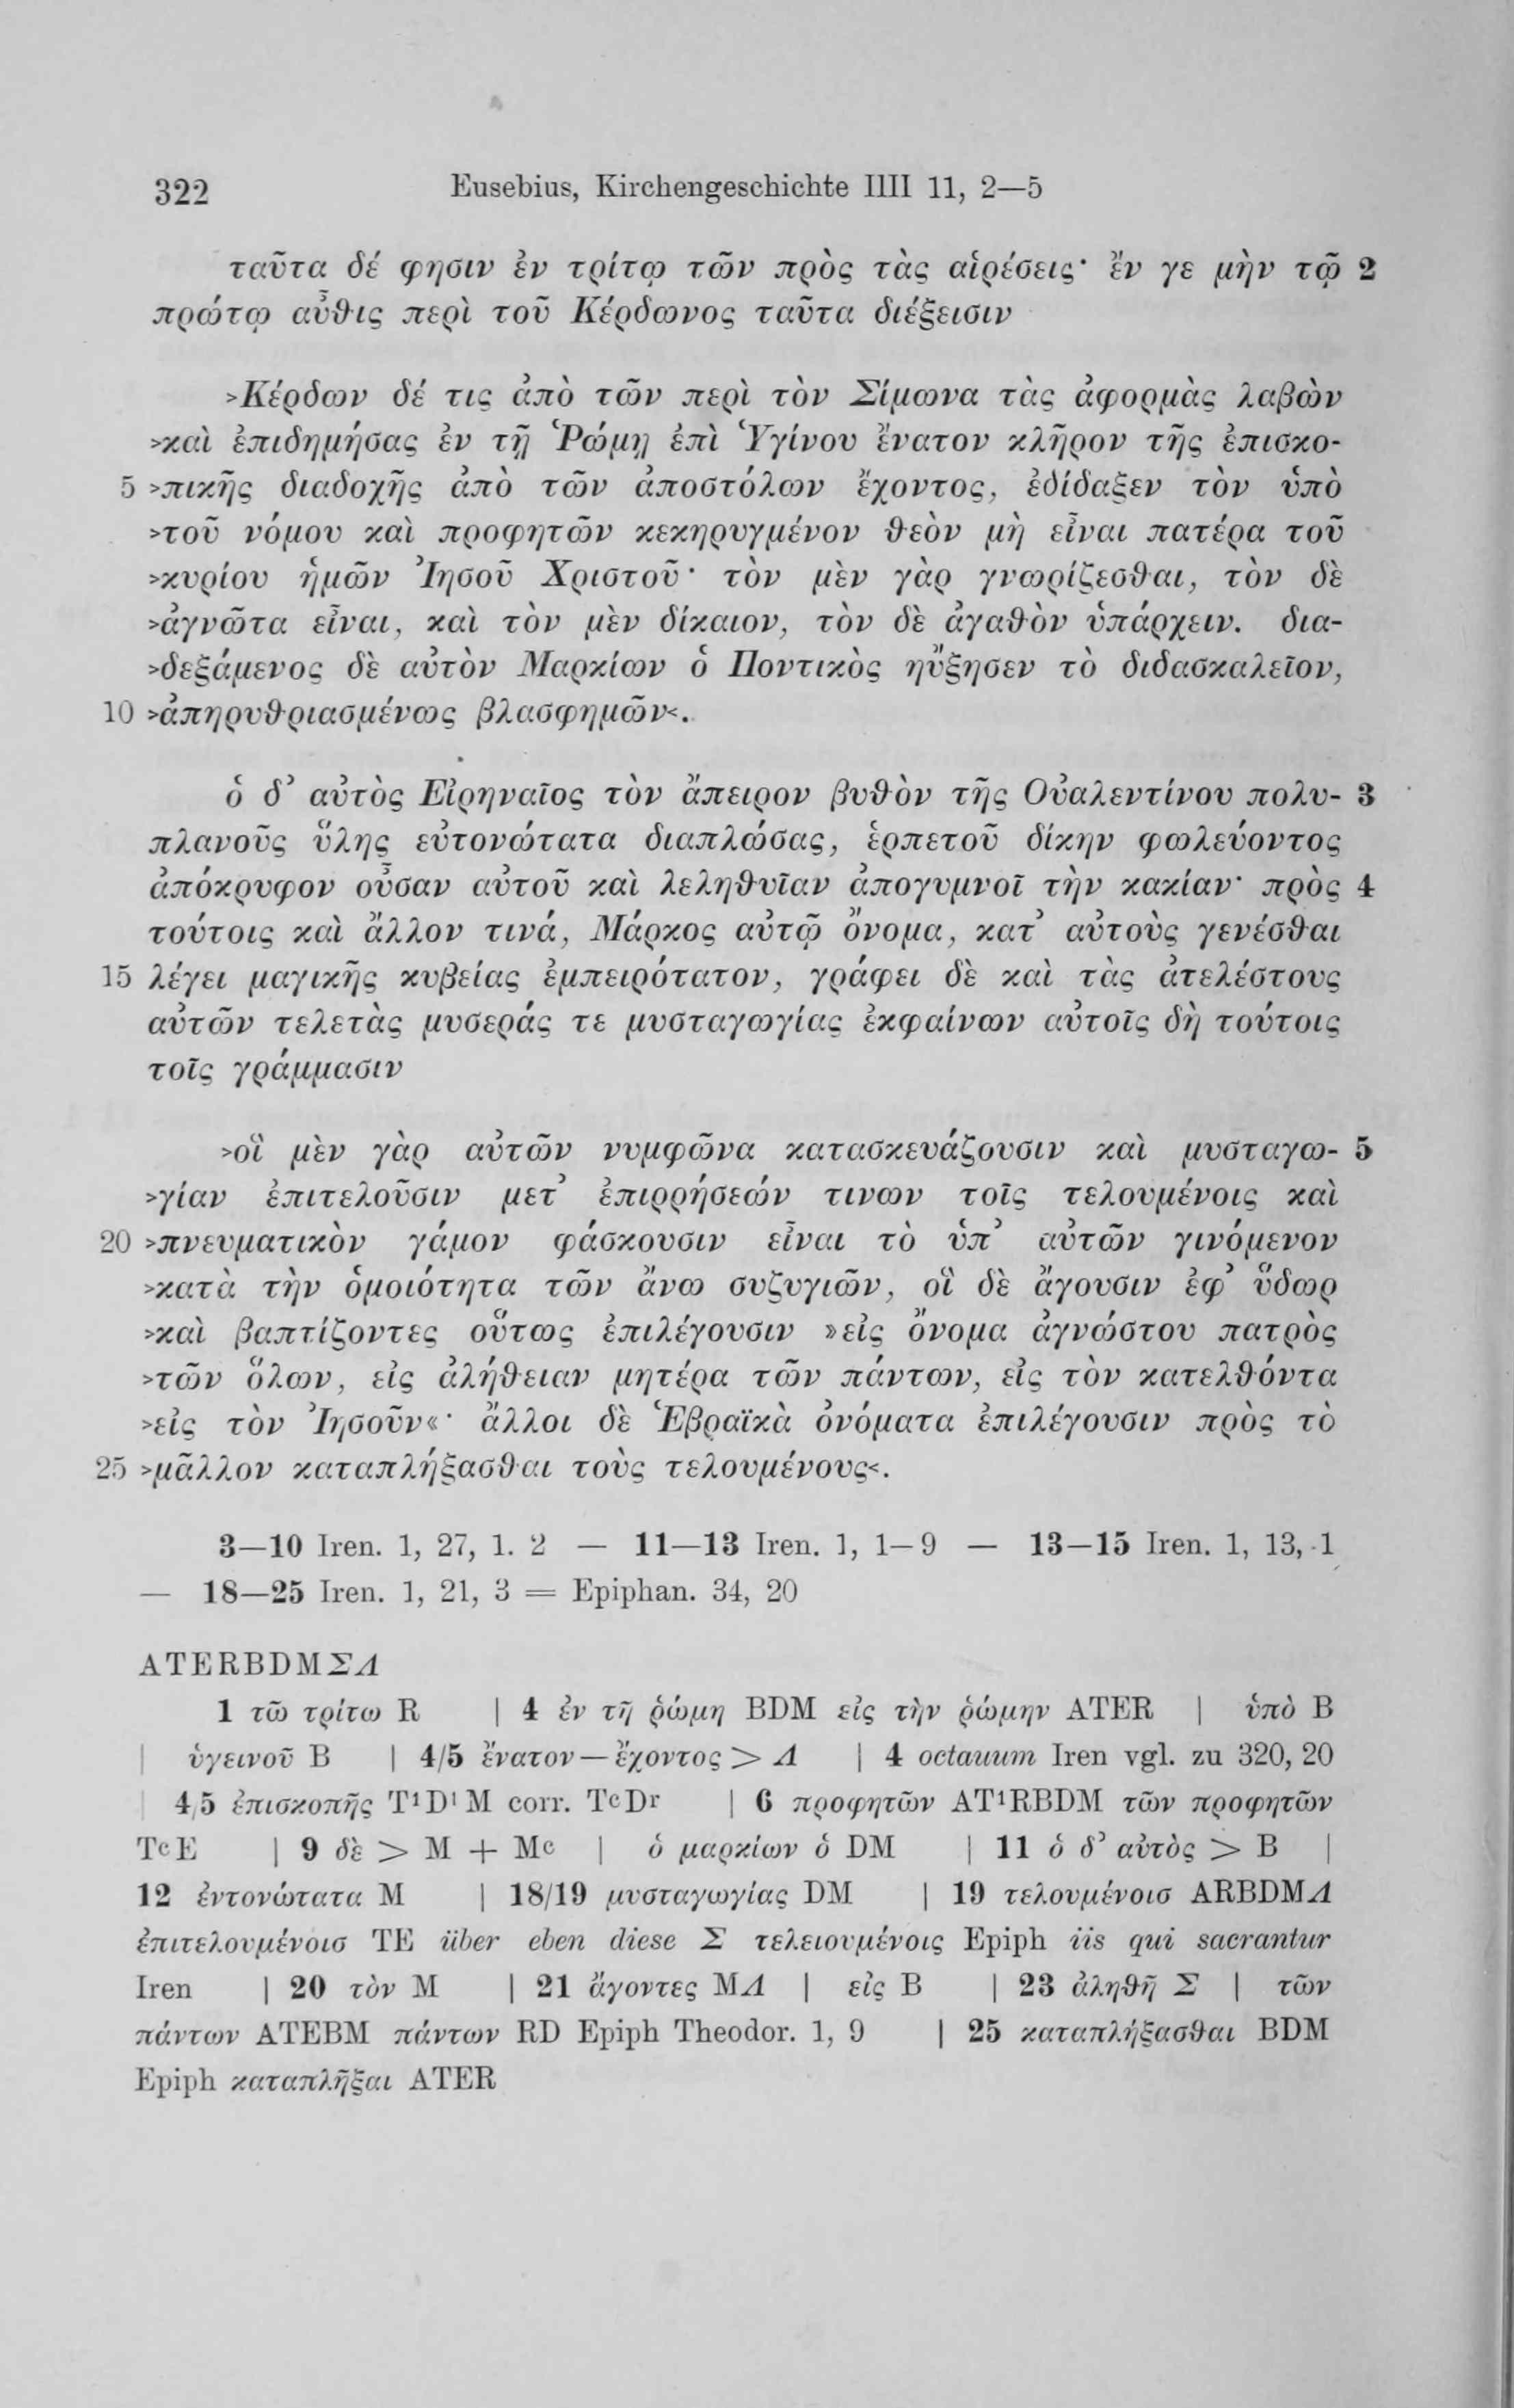 322 Eusebius, Kirchengeschichte IIII 11, 2—5
ταῦτα δέ φησιν ἐν τρίτῳ τῶν πρὸς τὰς αἱρέσεις· ἔν γε μὴν τῷ 2
πρώτῳ αὖθις περὶ τοῦ Κέρδωνος ταῦτα διέξεισιν
>Κέρδων δέ τις ἀπὸ τῶν περὶ τὸν Σίμωνα τὰς ἀφορμὰς λαβὼν
>καὶ ἐπιδημήσας ἐν τῇ Ῥώμῃ ἐπὶ Ὑγίνου ἔνατον κλῆρον τῆς ἐπισκο-
5 >πικῆς διαδοχῆς ἀπὸ τῶν ἀποστόλων ἔχοντος, ἐδίδαξεν τὸν ὑπὸ
>τοῦ νόμου καὶ προφητῶν κεκηρυγμένον θεὸν μὴ εἶναι πατέρα τοῦ
>κυρίου ἡμῶν Ἰησοῦ Χριστοῦ· τὸν μὲν γὰρ γνωρίζεσθαι, τὸν δὲ
>ἀγνῶτα εἶναι, καὶ τὸν μὲν δίκαιον, τὸν δὲ ἀγαθὸν ὑπάρχειν. δια-
>δεξάμενος δὲ αὐτὸν Μαρκίων ὁ Ποντικὸς ηὔξησεν τὸ διδασκαλεῖον,
10 >ἀπηρυθριασμένως βλασφημῶν<.
ὁ δ’ αὐτὸς Εἰρηναῖος τὸν ἄπειρον βυθὸν τῆς Οὐαλεντίνου πολυ- 3
πλανοῦς ὕλης εὐτονώτατα διαπλώσας, ἑρπετοῦ δίκην φωλεύοντος
ἀπόκρυφον οὖσαν αὐτοῦ καὶ λεληθυῖαν ἀπογυμνοῖ τὴν κακίαν· πρὸς 4
τούτοις καὶ ἄλλον τινά, Μάρκος αὐτῷ ὄνομα, κατ’ αὐτοὺς γενέσθαι
15 λέγει μαγικῆς κυβείας ἐμπειρότατον, γράφει δὲ καὶ τὰς ἀτελέστους
αὐτῶν τελετὰς μυσεράς τε μυσταγωγίας ἐκφαίνων αὐτοῖς δὴ τούτοις
τοῖς γράμμασιν
>οἳ μὲν γὰρ αὐτῶν νυμφῶνα κατασκευάζουσιν καὶ μυσταγω- 5
>γίαν ἐπιτελοῦσιν μετ’ ἐπιρρήσεών τινων τοῖς τελουμένοις καὶ
20 >πνευματικὸν γάμον φάσκουσιν εἶναι τὸ ὑπ’ αὐτῶν γινόμενον
>κατὰ τὴν ὁμοιότητα τῶν ἄνω συζυγιῶν, οἳ δὲ ἄγουσιν ἐφ’ ὕδωρ
>καὶ βαπτίζοντες οὕτως ἐπιλέγουσιν »εἰς ὄνομα ἀγνώστου πατρὸς
>τῶν ὅλων, εἰς ἀλήθειαν μητέρα τῶν πάντων, εἰς τὸν κατελθόντα
>εἰς τὸν Ἰησοῦν«· ἄλλοι δὲ Ἑβραϊκὰ ὀνόματα ἐπιλέγουσιν πρὸς τὸ
25 >μᾶλλον καταπλήξασθαι τοὺς τελουμένους<.
3—10 Iren. 1, 27, 1. 2 — 11—13 Iren. 1, 1–9 — 13—15 Iren. 1, 13, 1
— 18—25 Iren. 1, 21, 3 = Epiphan. 34, 20
ATERBDMΣΛ
1 τῶ τρίτω R | 4 ἐν τῆ ῥώμη BDM εἰς τὴν ῥώμην ATER | ὑπὸ B
| ὑγεινοῦ B | 4/5 ἔνατον—ἔχοντος > Λ | 4 octauum Iren vgl. zu 320, 20
| 4/5 ἐπισκοπῆς T¹D¹M corr. TᶜDʳ | 6 προφητῶν AT¹RBDM τῶν προφητῶν
TᶜE | 9 δὲ > M + Mᶜ | ὁ μαρκίων ὁ DM | 11 ὁ δ’ αὐτὸς > B |
12 ἐντονώτατα M | 18/19 μυσταγωγίας DM | 19 τελουμένοισ ARBDMΛ
ἐπιτελουμένοισ TE über eben diese Σ τελειουμένοις Epiph iis qui sacrantur
Iren | 20 τὸν M | 21 ἄγοντες MΛ | εἰς B | 23 ἀληθῆ Σ | τῶν
πάντων ATEBM πάντων RD Epiph Theodor. 1, 9 | 25 καταπλήξασθαι BDM
Epiph καταπλῆξαι ATER